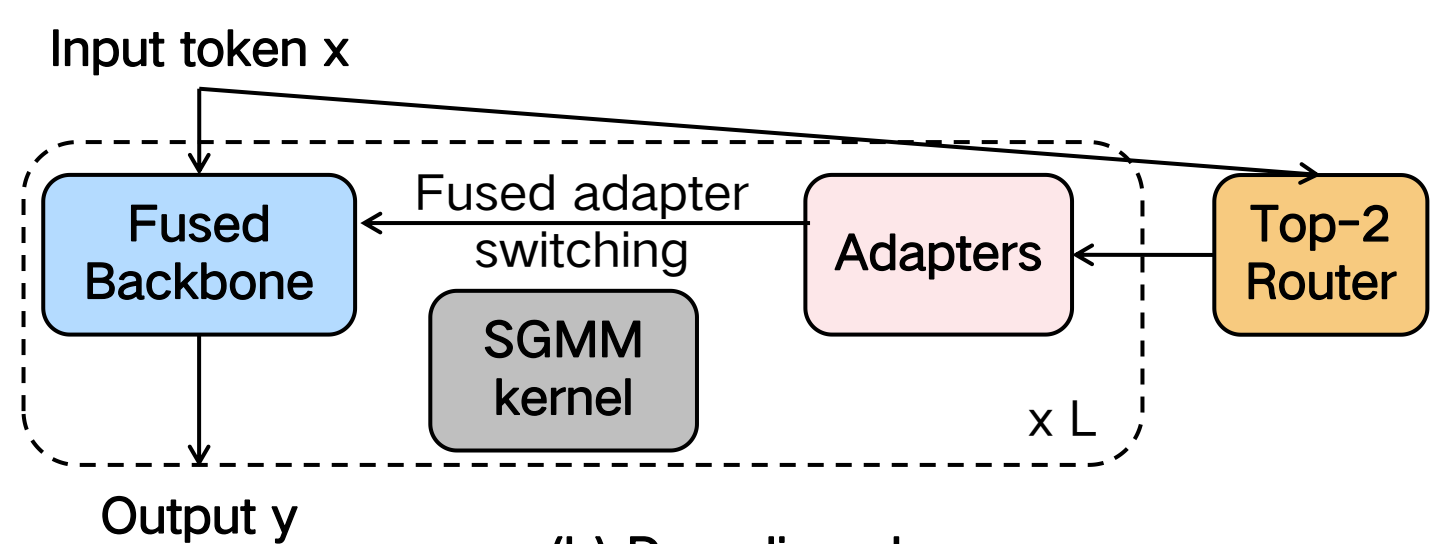 Input token x
Fused
Backbone
Fused adapter
switching
Adapters
Top-2
Router
SGMM
kernel
x L
Output y